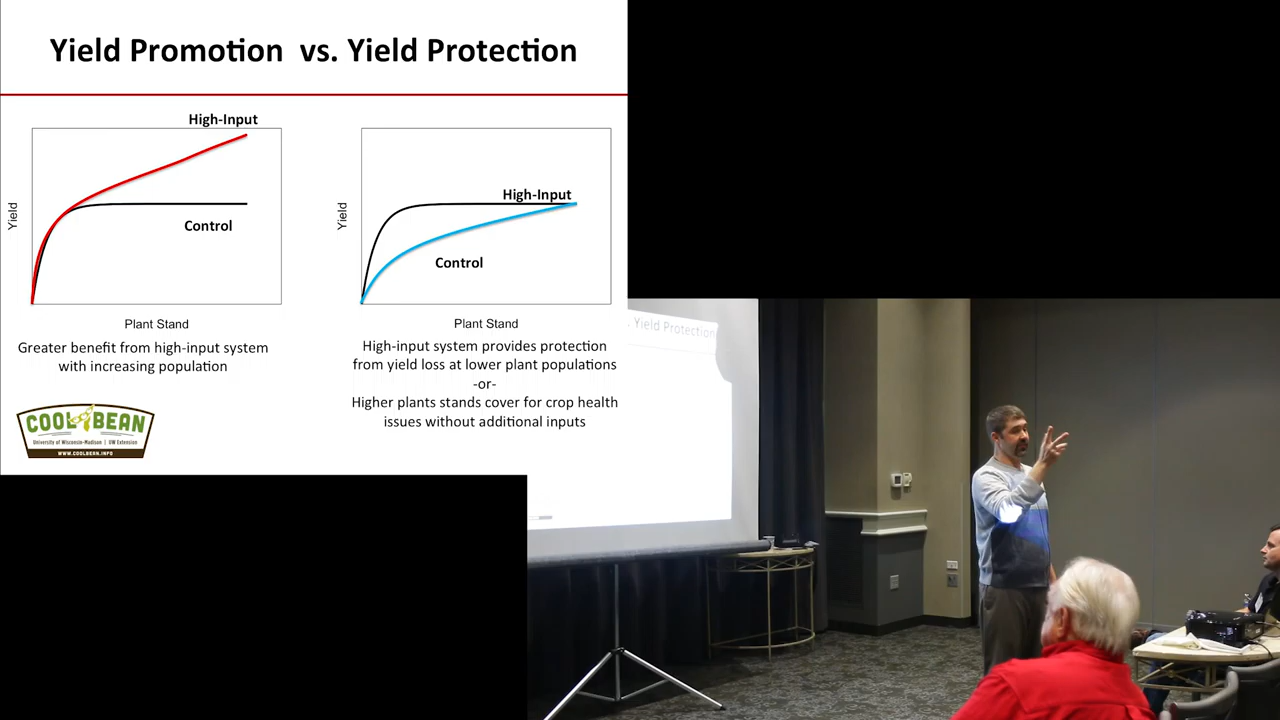 Yield Promotion vs. Yield Protection
High-Input
Yield
Control
Plant Stand
Greater benefit from high-input system
with increasing population
High-Input
Yield
Control
Plant Stand
High-input system provides protection
from yield loss at lower plant populations
-or-
Higher plants stands cover for crop health
issues without additional inputs
COOL BEAN
University of Wisconsin-Madison | UW Extension
WWW.COOLBEAN.INFO
. Yield Protection